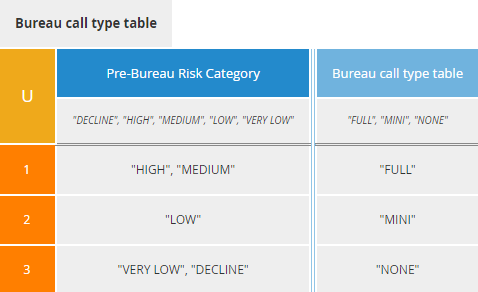 Bureau call type table
U
Pre-Bureau Risk Category
Bureau call type table
"DECLINE", "HIGH", "MEDIUM", "LOW", "VERY LOW"
"FULL", "MINI", "NONE"
1
"HIGH", "MEDIUM"
"FULL"
2
"LOW"
"MINI"
3
"VERY LOW", "DECLINE"
"NONE"